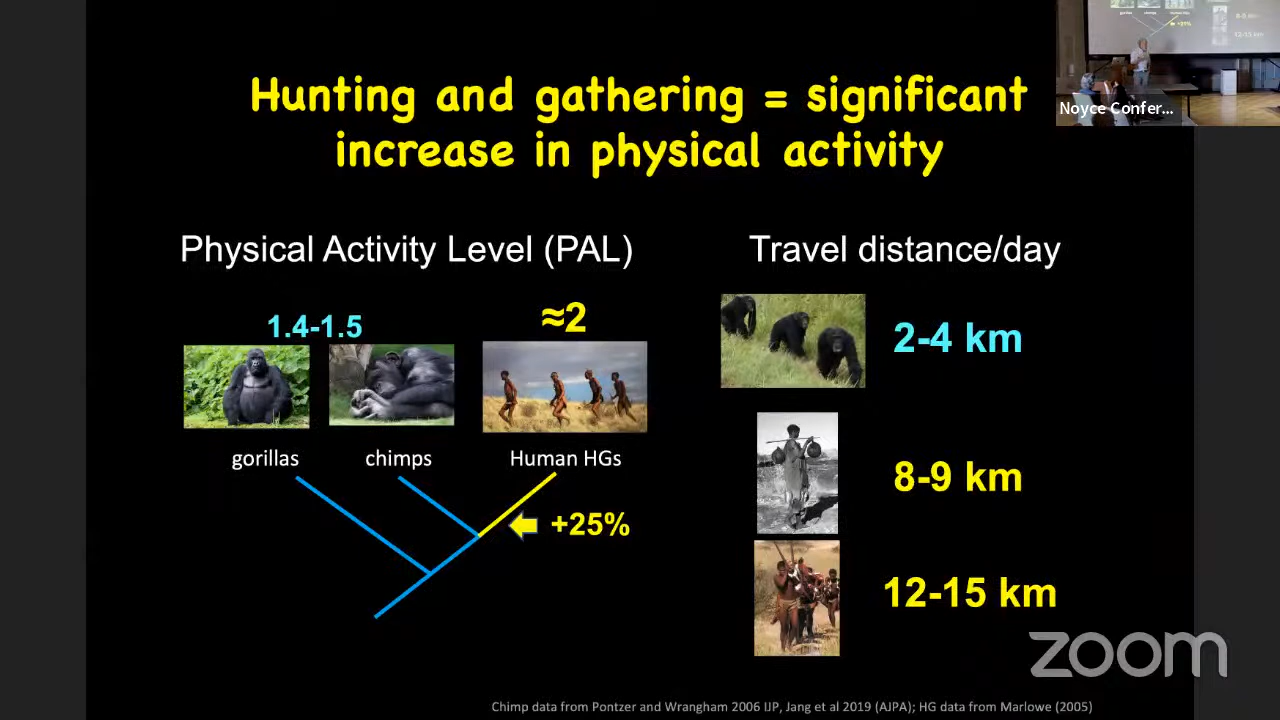 Hunting and gathering = significant
increase in physical activity
Noyce Confer...
Physical Activity Level (PAL)
Travel distance/day
1.4-1.5
≈2
2-4 km
gorillas
chimps
Human HGs
+25%
8-9 km
12-15 km
zoom
Chimp data from Pontzer and Wrangham 2006 IJP, Jang et al 2019 (AJPA); HG data from Marlowe (2005)